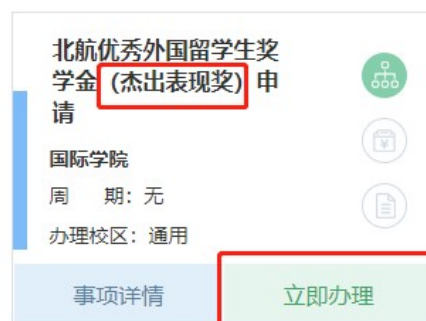 北航优秀外国留学生奖
学金（杰出表现奖）申
请
国际学院
周　期：无
办理校区：通用
事项详情
立即办理